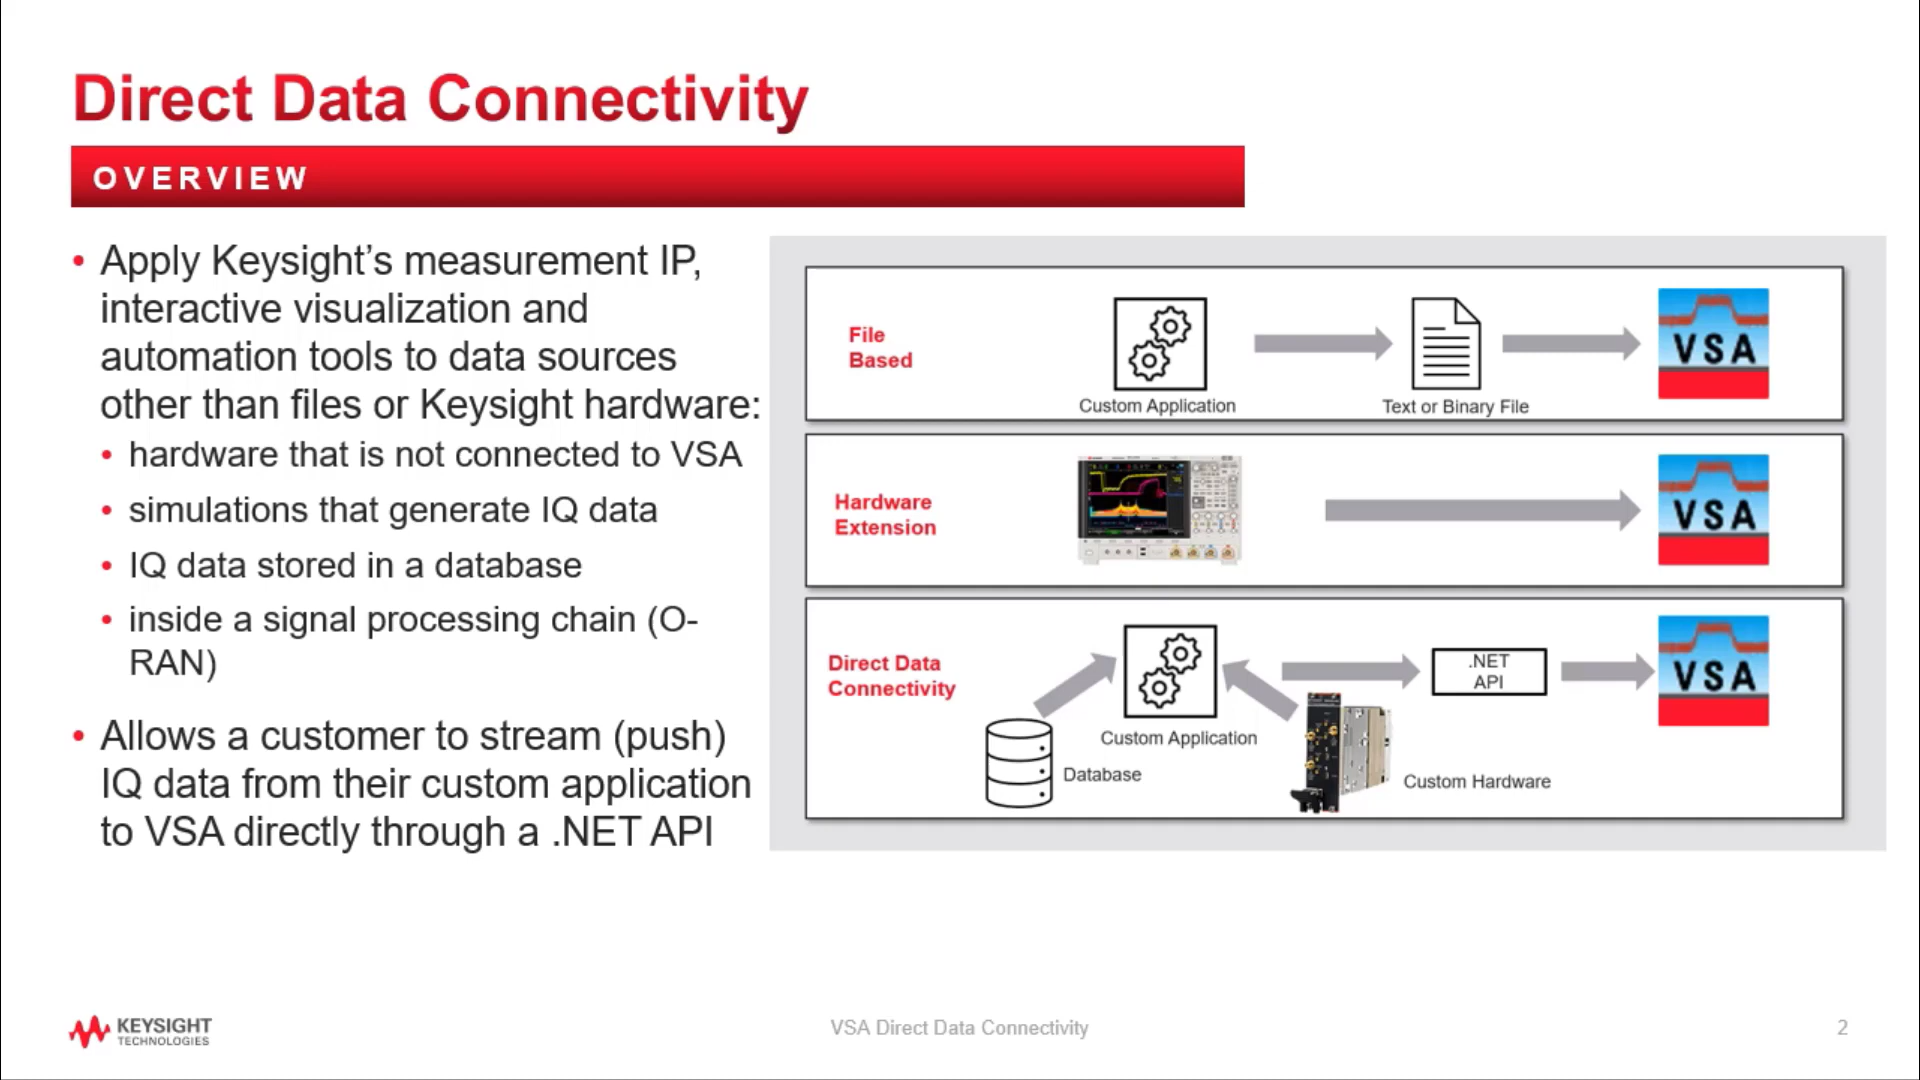 Direct Data Connectivity
OVERVIEW
• Apply Keysight’s measurement IP,
interactive visualization and
automation tools to data sources
other than files or Keysight hardware:
• hardware that is not connected to VSA
• simulations that generate IQ data
• IQ data stored in a database
• inside a signal processing chain (O-
RAN)
• Allows a customer to stream (push)
IQ data from their custom application
to VSA directly through a .NET API
File
Based
Custom Application
Text or Binary File
VSA
Hardware
Extension
VSA
Direct Data
Connectivity
Database
Custom Application
Custom Hardware
.NET
API
VSA
KEYSIGHT
TECHNOLOGIES
VSA Direct Data Connectivity
2